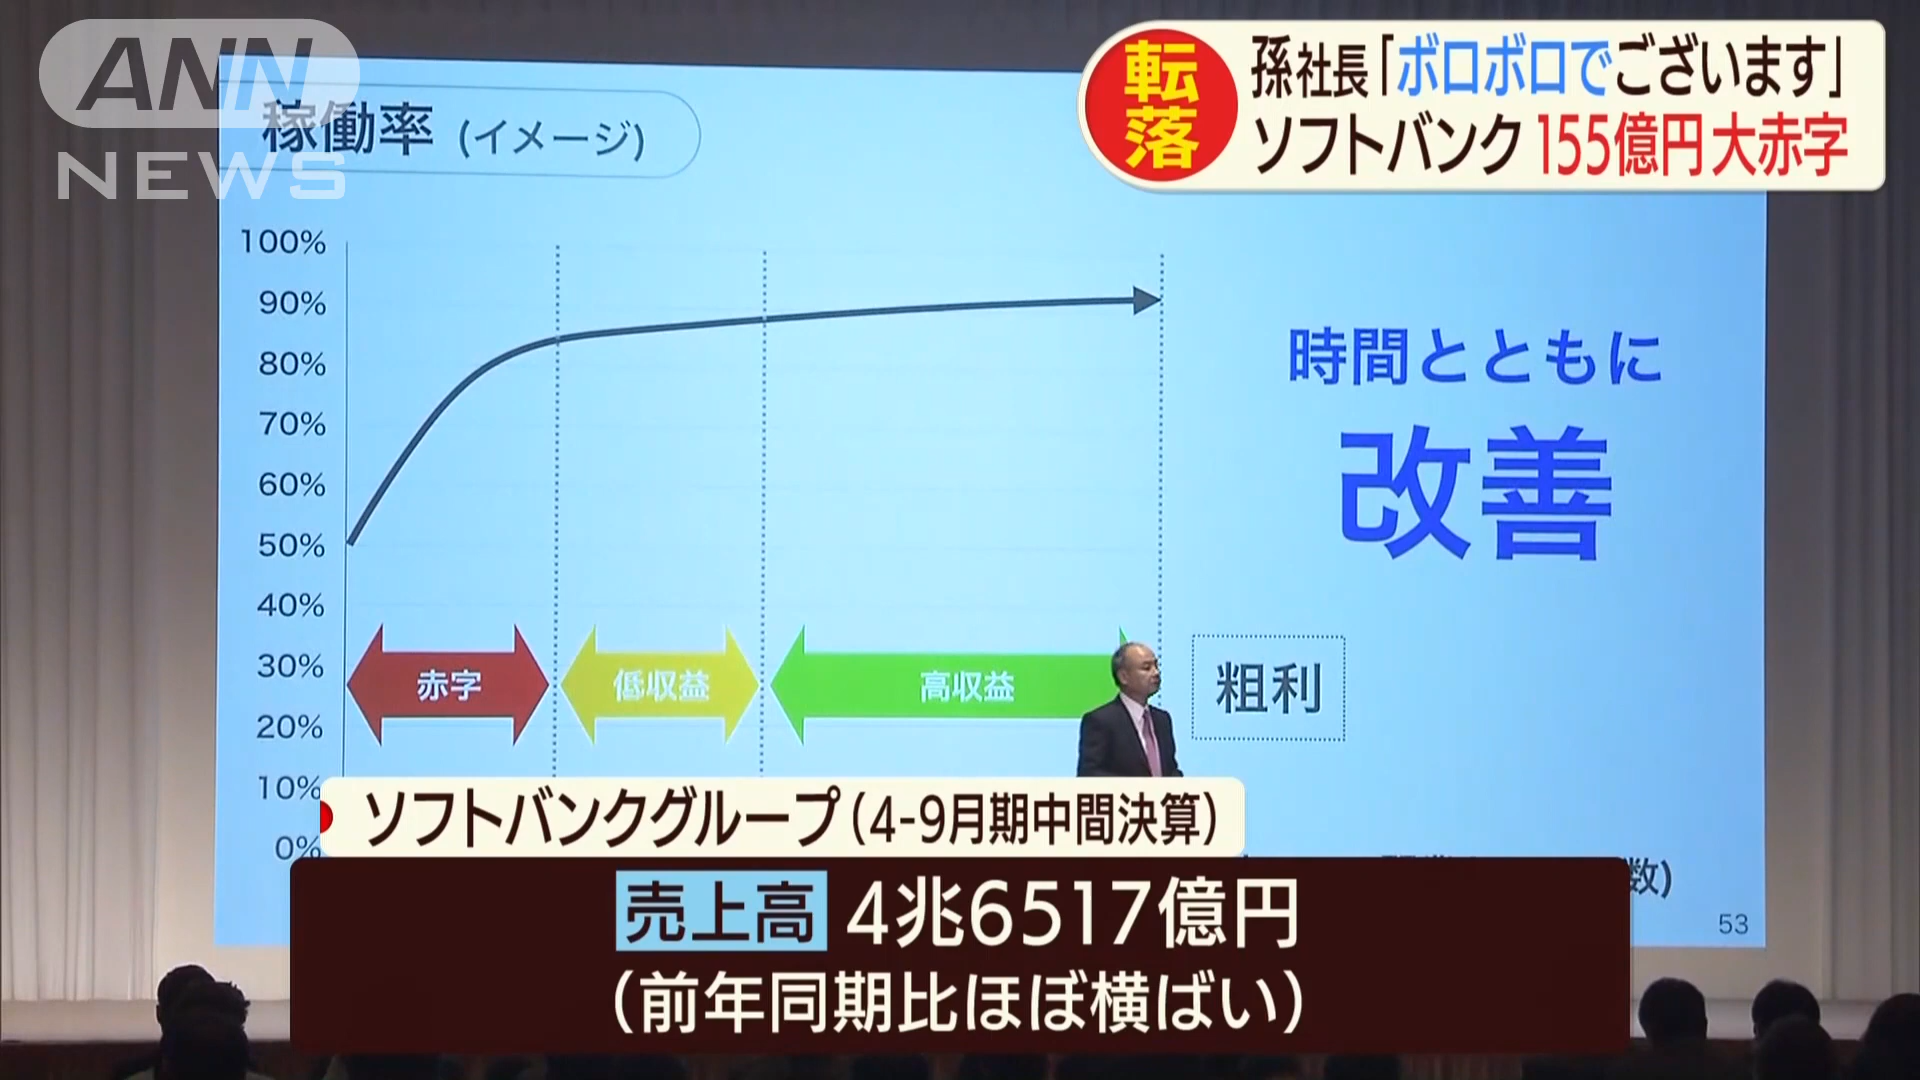 ANN
NEWS
転落
孫社長「ボロボロでございます」
ソフトバンク 155億円 大赤字
稼働率 (イメージ)
100%
90%
80%
70%
60%
50%
40%
30%
20%
10%
0%
時間とともに
改善
赤字
低収益
高収益
粗利
ソフトバンクグループ(4-9月期中間決算)
数)
53
売上高 4兆6517億円
(前年同期比ほぼ横ばい)